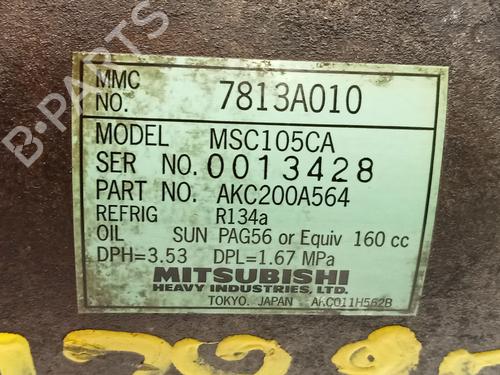 B-PARTS
MMC
NO. 7813A010
MODEL MSC105CA
SER NO. 0013428
PART NO. AKC200A564
REFRIG R134a
OIL SUN PAG56 or Equiv 160 cc
DPH=3.53 DPL=1.67 MPa
MITSUBISHI
HEAVY INDUSTRIES, LTD.
TOKYO. JAPAN AKC011H562B